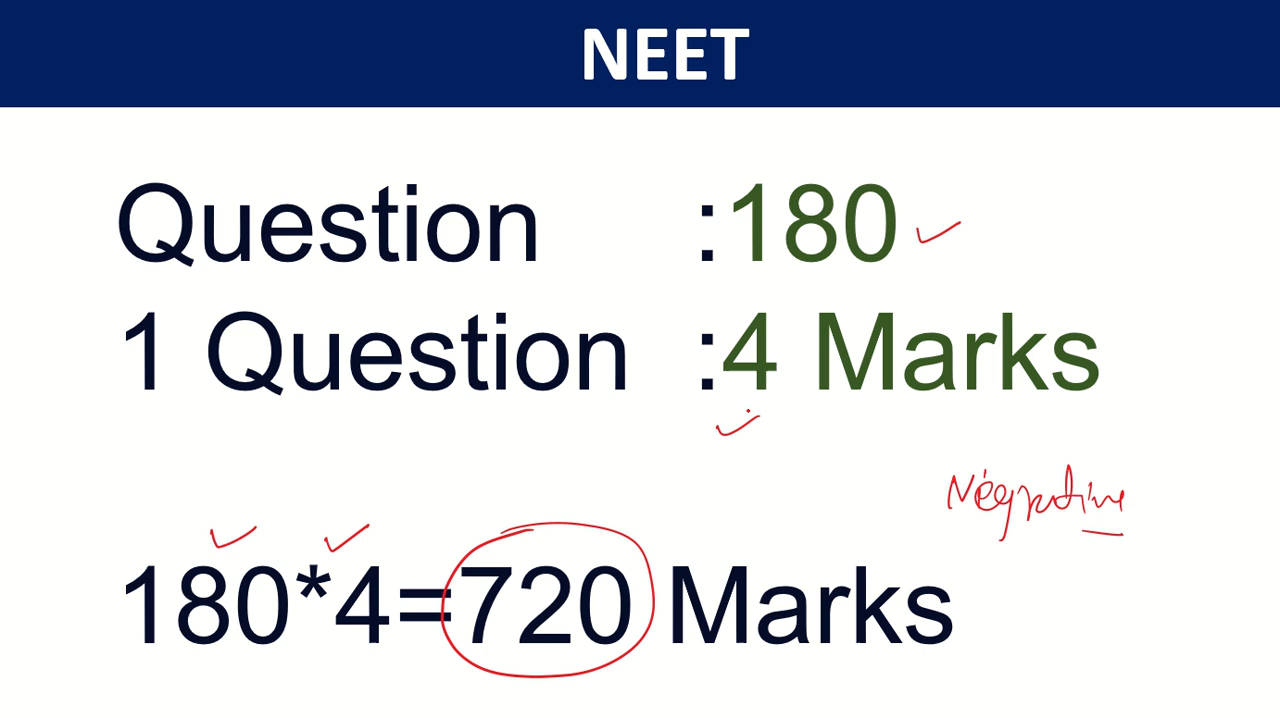 NEET
Question :180
1 Question :4 Marks
Negative
180*4=720 Marks